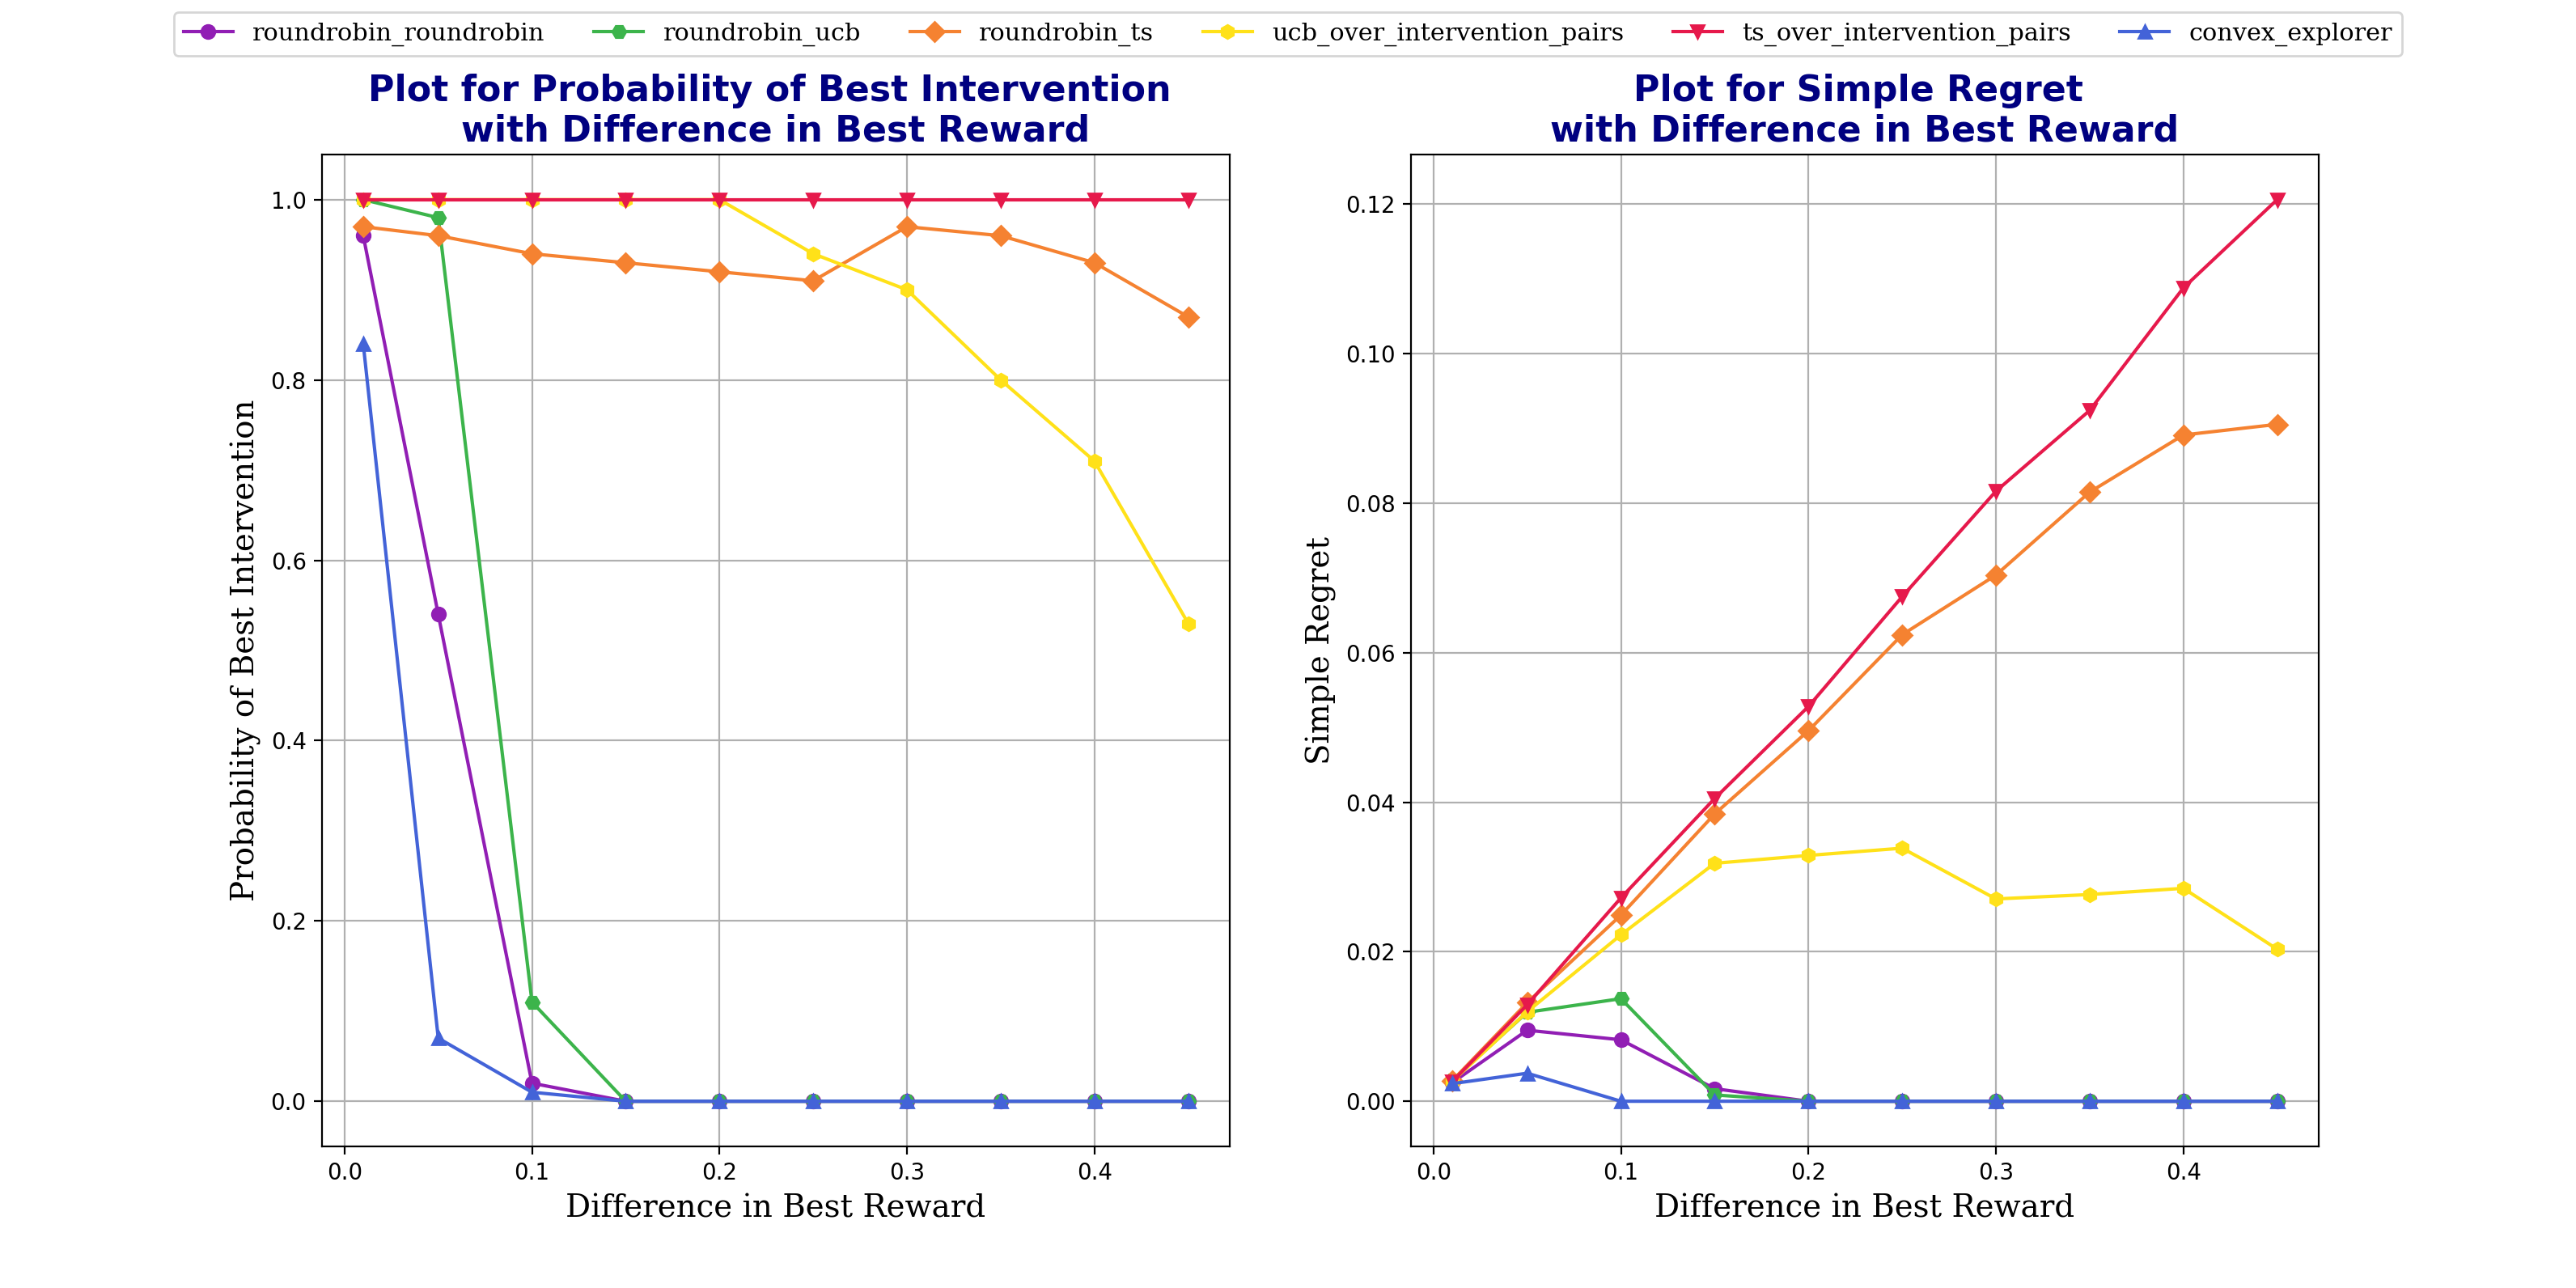 roundrobin_roundrobin roundrobin_ucb roundrobin_ts ucb_over_intervention_pairs ts_over_intervention_pairs convex_explorer
Plot for Probability of Best Intervention
with Difference in Best Reward
Probability of Best Intervention
1.0
0.8
0.6
0.4
0.2
0.0
0.0 0.1 0.2 0.3 0.4
Difference in Best Reward
Plot for Simple Regret
with Difference in Best Reward
Simple Regret
0.12
0.10
0.08
0.06
0.04
0.02
0.00
0.0 0.1 0.2 0.3 0.4
Difference in Best Reward